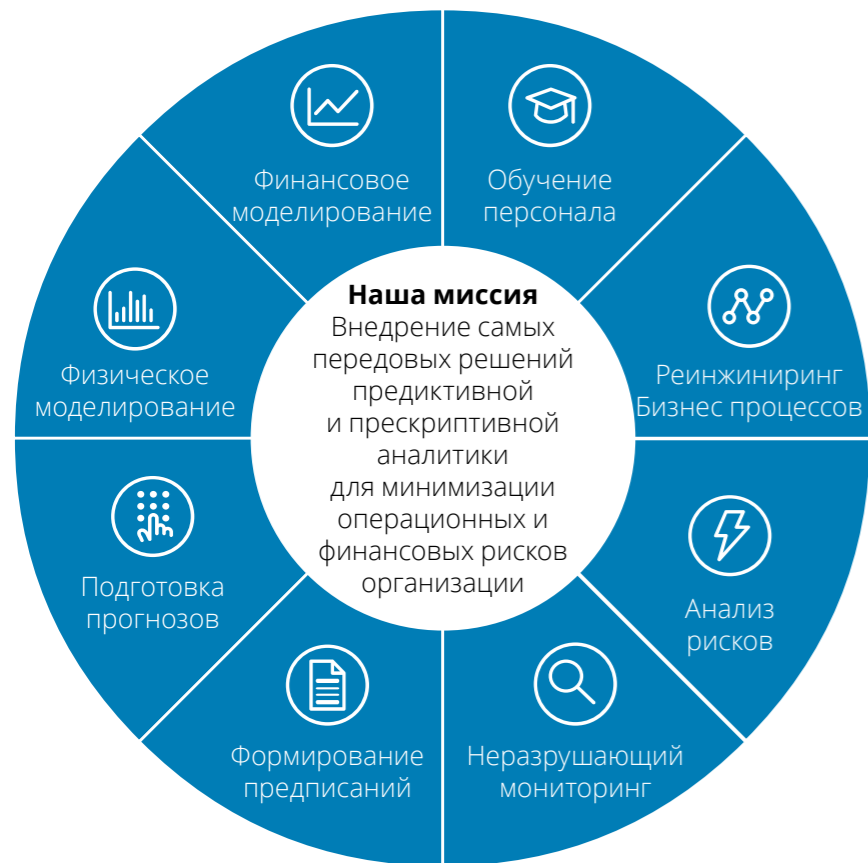 Финансовое
моделирование
Обучение
персонала
Реинжиниринг
Бизнес процессов
Анализ
рисков
Неразрушающий
мониторинг
Формирование
предписаний
Подготовка
прогнозов
Физическое
моделирование
Наша миссия
Внедрение самых
передовых решений
предиктивной
и прескриптивной
аналитики
для минимизации
операционных и
финансовых рисков
организации